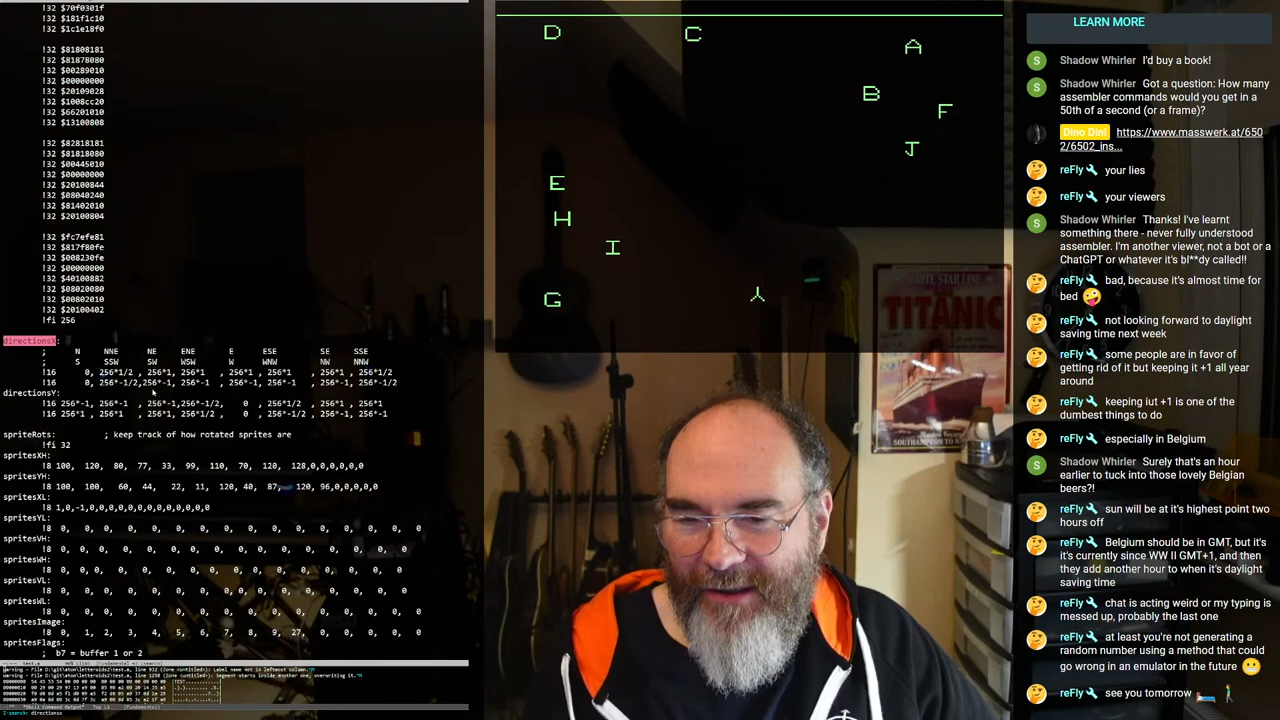 !32 $70f0301f
!32 $181f1c10
!32 $1c1e18f0
!32 $81808181
!32 $81878080
!32 $00289010
!32 $00000000
!32 $20109028
!32 $1008cc20
!32 $66201010
!32 $13100808
!32 $82818181
!32 $81818080
!32 $00445010
!32 $00000000
!32 $20100844
!32 $08040240
!32 $81402010
!32 $20100804
!32 $fc7efe81
!32 $817f80fe
!32 $008230fe
!32 $00000000
!32 $40100882
!32 $08020080
!32 $00802010
!32 $20100402
!fi 256
directionsX:
; N NNE NE ENE E ESE SE SSE
; S SSW SW WSW W WNW NW NNW
!16 0, 256*1/2 , 256*1, 256*1 , 256*1 , 256*1 , 256*1, 256*1/2
!16 0, 256*-1/2,256*-1, 256*-1 , 256*-1, 256*-1 , 256*-1, 256*-1/2
directionsY:
!16 256*-1, 256*-1 , 256*-1,256*-1/2, 0 , 256*1/2 , 256*1, 256*1
!16 256*1 , 256*1 , 256*1, 256*1/2 , 0 , 256*-1/2 , 256*-1, 256*-1
spriteRots: ; keep track of how rotated sprites are
!fi 32
spritesXH:
!8 100, 120, 80, 77, 33, 99, 110, 70, 120, 128,0,0,0,0,0,0
spritesYH:
!8 100, 100, 60, 44, 22, 11, 120, 40, 87, 120, 96,0,0,0,0,0
spritesXL:
!8 1,0,-1,0,0,0,0,0,0,0,0,0,0,0,0,0
spritesYL:
!8 0, 0, 0, 0, 0, 0, 0, 0, 0, 0, 0, 0, 0, 0, 0, 0
spritesVH:
!8 0, 0, 0, 0, 0, 0, 0, 0, 0, 0, 0, 0, 0, 0, 0, 0
spritesWH:
!8 0, 0, 0, 0, 0, 0, 0, 0, 0, 0, 0, 0, 0, 0, 0, 0
spritesVL:
!8 0, 0, 0, 0, 0, 0, 0, 0, 0, 0, 0, 0, 0, 0, 0, 0
spritesWL:
!8 0, 0, 0, 0, 0, 0, 0, 0, 0, 0, 0, 0, 0, 0, 0, 0
spritesImage:
!8 0, 1, 2, 3, 4, 5, 6, 7, 8, 9, 27, 0, 0, 0, 0, 0
spritesFlags:
; b7 = buffer 1 or 2
I-search: directionsx
D C A
B
F
J
E
H
I
G
WHITE STAR LINE
TITANIC
LEARN MORE
S Shadow Whirler I'd buy a book!
S Shadow Whirler Got a question: How many
assembler commands would you get in a
50th of a second (or a frame)?
Dino Dini https://www.masswerk.at/650
2/6502_ins...
reFly your lies
reFly your viewers
S Shadow Whirler Thanks! I've learnt
something there - never fully understood
assembler. I'm another viewer, not a bot or a
ChatGPT or whatever it's bl**dy called!!
reFly bad, because it's almost time for
bed
reFly not looking forward to daylight
saving time next week
reFly some people are in favor of
getting rid of it but keeping it +1 all year
around
reFly keeping iut +1 is one of the
dumbest things to do
reFly especially in Belgium
S Shadow Whirler Surely that's an hour
earlier to tuck into those lovely Belgian
beers?!
reFly sun will be at it's highest point two
hours off
reFly Belgium should be in GMT, but it's
it's currently since WW II GMT+1, and then
they add another hour to when it's daylight
saving time
reFly chat is acting weird or my typing is
messed up, probably the last one
reFly at least you're not generating a
random number using a method that could
go wrong in an emulator in the future
reFly see you tomorrow